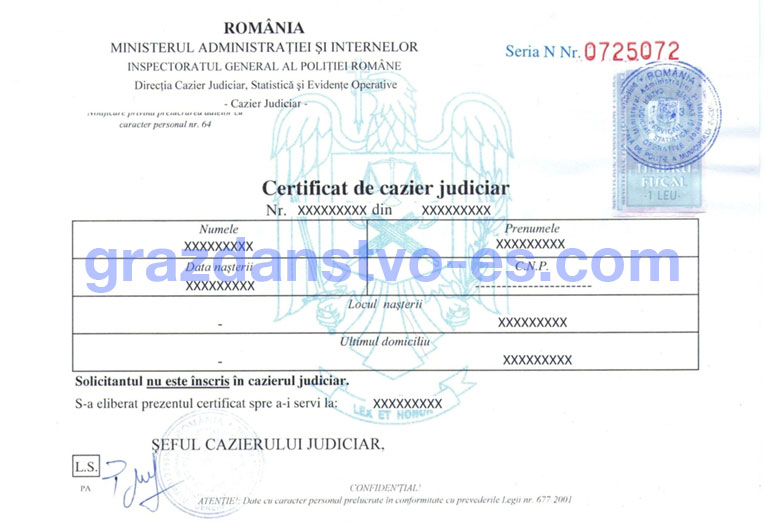 ROMÂNIA
MINISTERUL ADMINISTRAŢIEI ŞI INTERNELOR
INSPECTORATUL GENERAL AL POLIŢIEI ROMÂNE
Direcţia Cazier Judiciar, Statistică şi Evidenţe Operative
- Cazier Judiciar -
Seria N Nr. 0725072
Notificare privind prelucrarea datelor cu
caracter personal nr. 64
ROMÂNIA
TIMBRU
FISCAL
-1 LEU-
Certificat de cazier judiciar
Nr. XXXXXXXXX din XXXXXXXXX
Numele Prenumele
XXXXXXXXX XXXXXXXXX
grazdanstvo-es.com
Data naşterii C.N.P.
XXXXXXXXX ---------------------
Locul naşterii
- XXXXXXXXX
Ultimul domiciliu
- XXXXXXXXX
Solicitantul nu este înscris în cazierul judiciar.
S-a eliberat prezentul certificat spre a-i servi la: XXXXXXXXX
LEX ET HONOR
ŞEFUL CAZIERULUI JUDICIAR,
L.S.
PA
CONFIDENŢIAL!
ATENŢIE!: Date cu caracter personal prelucrate în conformitate cu prevederile Legii nr. 677/2001